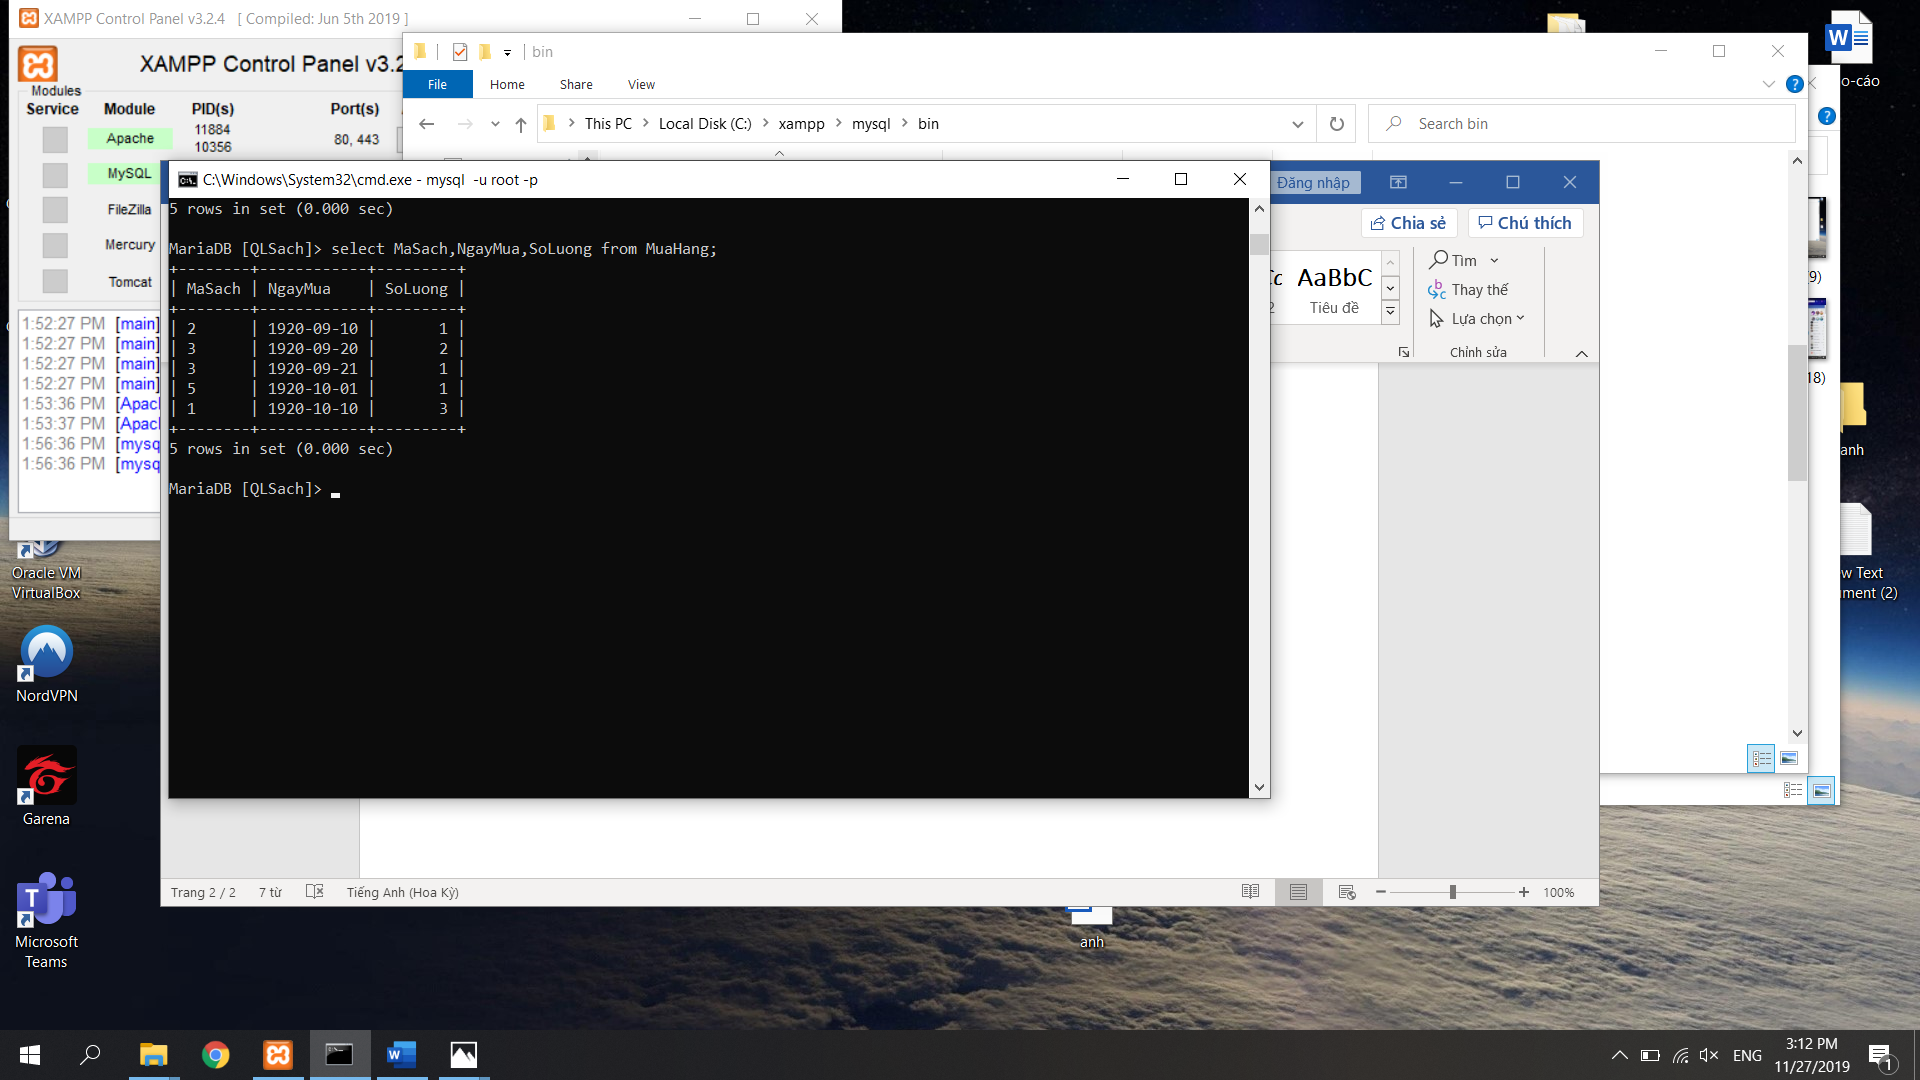 XAMPP Control Panel v3.2.4 [ Compiled: Jun 5th 2019 ]
XAMPP Control Panel v3.2
Modules
Service Module PID(s) Port(s)
Apache 11884 10356 80, 443
MySQL
FileZilla
Mercury
Tomcat
1:52:27 PM [main]
1:52:27 PM [main]
1:52:27 PM [main]
1:52:27 PM [main]
1:53:36 PM [Apac
1:53:37 PM [Apac
1:56:36 PM [mysq
1:56:36 PM [mysq
bin
File Home Share View
This PC Local Disk (C:) xampp mysql bin
Search bin
C:\Windows\System32\cmd.exe - mysql -u root -p
5 rows in set (0.000 sec)
MariaDB [QLSach]> select MaSach,NgayMua,SoLuong from MuaHang;
+--------+------------+---------+
| MaSach | NgayMua    | SoLuong |
+--------+------------+---------+
| 2      | 1920-09-10 |       1 |
| 3      | 1920-09-20 |       2 |
| 3      | 1920-09-21 |       1 |
| 5      | 1920-10-01 |       1 |
| 1      | 1920-10-10 |       3 |
+--------+------------+---------+
5 rows in set (0.000 sec)
MariaDB [QLSach]>
Đăng nhập
Chia sẻ Chú thích
AaBbC
2 Tiêu đề
Tìm
Thay thế
Lựa chọn
Chỉnh sửa
Trang 2 / 2 7 từ Tiếng Anh (Hoa Kỳ)
100%
o-cáo
9)
18)
anh
w Text
ment (2)
Oracle VM
VirtualBox
NordVPN
Garena
Microsoft
Teams
anh
ENG
3:12 PM
11/27/2019
1